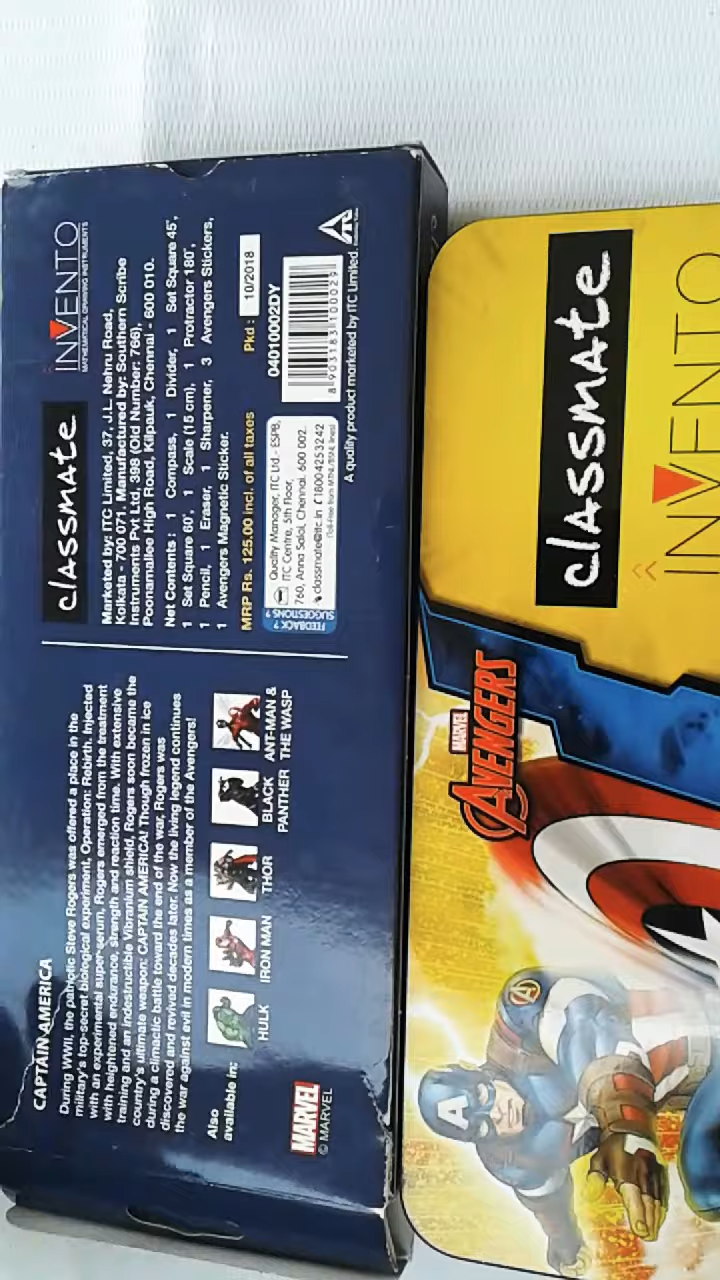 CAPTAIN AMERICA
During WWII, the patriotic Steve Rogers was offered a place in the
military's top-secret biological experiment, Operation: Rebirth. Injected
with an experimental super-serum, Rogers emerged from the treatment
with heightened endurance, strength and reaction time. With extensive
training and an indestructible Vibranium shield, Rogers soon became the
country's ultimate weapon: CAPTAIN AMERICA! Though frozen in ice
during a climactic battle toward the end of the war, Rogers was
discovered and revived decades later. Now the living legend continues
the war against evil in modern times as a member of the Avengers!
Also
available in:
HULK
IRON MAN
THOR
BLACK
PANTHER
ANT-MAN &
THE WASP
MARVEL
© MARVEL
classmate
INVENTO
MATHEMATICAL DRAWING INSTRUMENTS
Marketed by: ITC Limited, 37, J.L. Nehru Road,
Kolkata - 700 071. Manufactured by: Southern Scribe
Instruments Pvt Ltd, 398 (Old Number: 766),
Poonamallee High Road, Kilpauk, Chennai - 600 010.
Net Contents : 1 Compass, 1 Divider, 1 Set Square 45°,
1 Set Square 60°, 1 Scale (15 cm), 1 Protractor 180°,
1 Pencil, 1 Eraser, 1 Sharpener, 3 Avengers Stickers,
1 Avengers Magnetic Sticker.
MRP Rs. 125.00 incl. of all taxes
Pkd : 10/2018
FEEDBACK ?
SUGGESTIONS ?
Quality Manager, ITC Ltd.- ESPB,
ITC Centre, 5th Floor,
760, Anna Salai, Chennai. 600 002.
classmate@itc.in 18004253242
(Toll-Free from MTNL/BSNL lines)
04010002DY
8 903183 100029
ITC
A quality product marketed by ITC Limited.
MARVEL
AVENGERS
A
classmate
INVENTO